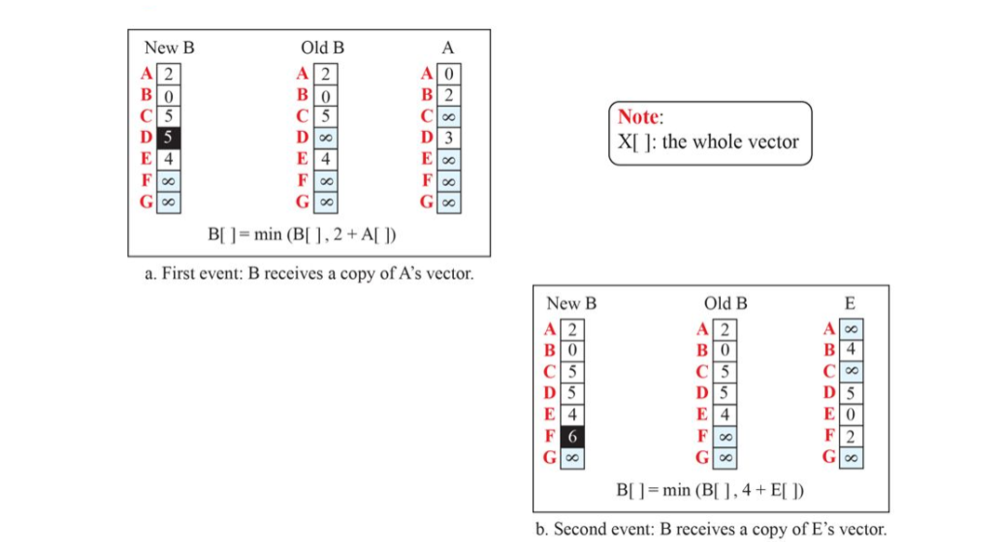 New B Old B A
A 2 A 2 A 0
B 0 B 0 B 2
C 5 C 5 C ∞
D 5 D ∞ D 3
E 4 E 4 E ∞
F ∞ F ∞ F ∞
G ∞ G ∞ G ∞
B[ ] = min (B[ ] , 2 + A[ ])
a. First event: B receives a copy of A’s vector.
Note:
X[ ]: the whole vector
New B Old B E
A 2 A 2 A ∞
B 0 B 0 B 4
C 5 C 5 C ∞
D 5 D 5 D 5
E 4 E 4 E 0
F 6 F ∞ F 2
G ∞ G ∞ G ∞
B[ ] = min (B[ ] , 4 + E[ ])
b. Second event: B receives a copy of E’s vector.